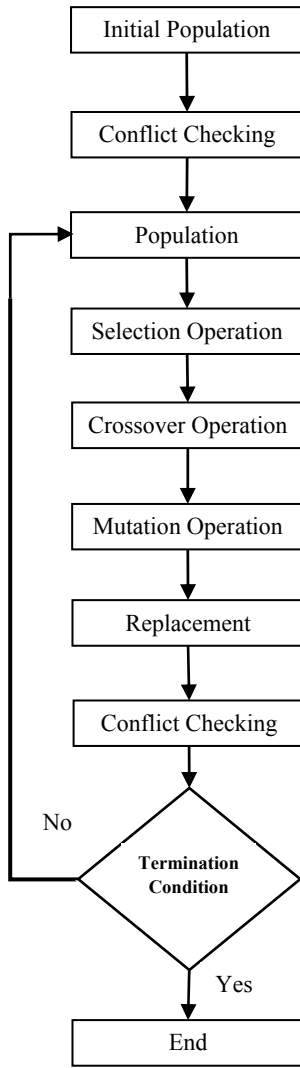 Initial Population
Conflict Checking
Population
Selection Operation
Crossover Operation
Mutation Operation
Replacement
Conflict Checking
No
Termination
Condition
Yes
End